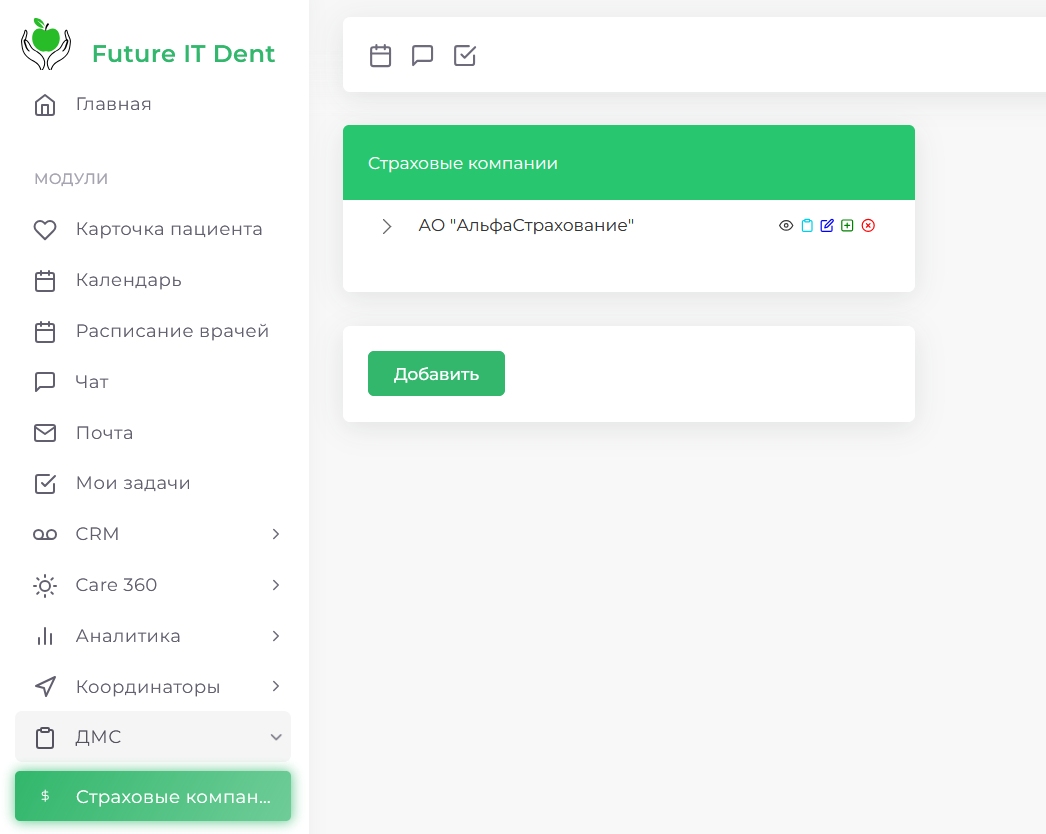 Future IT Dent
Главная
МОДУЛИ
Карточка пациента
Календарь
Расписание врачей
Чат
Почта
Мои задачи
CRM
Care 360
Аналитика
Координаторы
ДМС
$ Страховые компан...
Страховые компании
АО "АльфаСтрахование"
Добавить